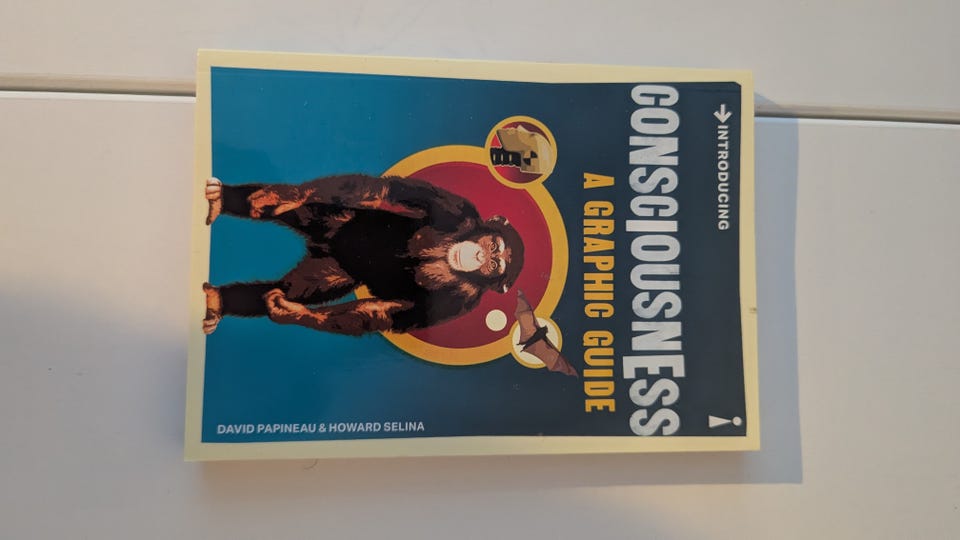 INTRODUCING
CONSCIOUSNESS
A GRAPHIC GUIDE
DAVID PAPINEAU & HOWARD SELINA